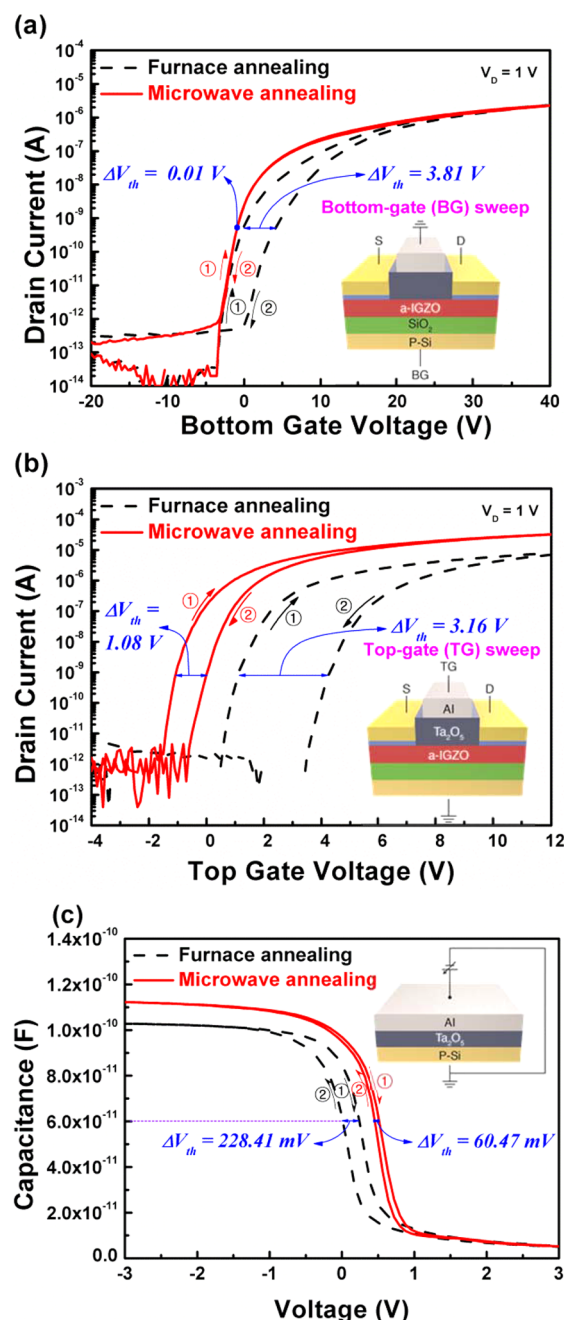 (a)
10⁻⁴
10⁻⁵
10⁻⁶
10⁻⁷
10⁻⁸
10⁻⁹
10⁻¹⁰
10⁻¹¹
10⁻¹²
10⁻¹³
10⁻¹⁴
Drain Current (A)
Furnace annealing
Microwave annealing
V_D = 1 V
ΔV_th = 0.01 V
ΔV_th = 3.81 V
Bottom-gate (BG) sweep
① ② ① ②
S D
a-IGZO
SiO₂
P-Si
BG
-20 -10 0 10 20 30 40
Bottom Gate Voltage (V)
(b)
10⁻³
10⁻⁴
10⁻⁵
10⁻⁶
10⁻⁷
10⁻⁸
10⁻⁹
10⁻¹⁰
10⁻¹¹
10⁻¹²
10⁻¹³
10⁻¹⁴
Drain Current (A)
Furnace annealing
Microwave annealing
V_D = 1 V
① ② ① ②
ΔV_th =
1.08 V
ΔV_th = 3.16 V
Top-gate (TG) sweep
TG
S D
Al
Ta₂O₅
a-IGZO
-4 -2 0 2 4 6 8 10 12
Top Gate Voltage (V)
(c)
1.4x10⁻¹⁰
1.2x10⁻¹⁰
1.0x10⁻¹⁰
8.0x10⁻¹¹
6.0x10⁻¹¹
4.0x10⁻¹¹
2.0x10⁻¹¹
0.0
Capacitance (F)
Furnace annealing
Microwave annealing
Al
Ta₂O₅
P-Si
② ① ② ①
ΔV_th = 228.41 mV
ΔV_th = 60.47 mV
-3 -2 -1 0 1 2 3
Voltage (V)